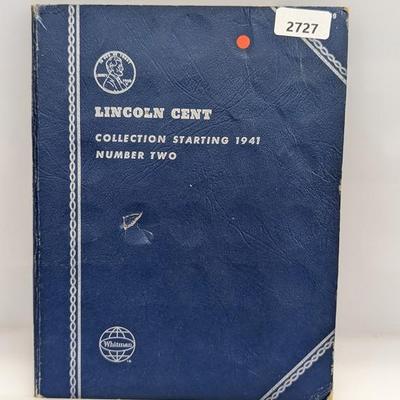 2727
LINCOLN CENT
COLLECTION STARTING 1941
NUMBER TWO
Whitman